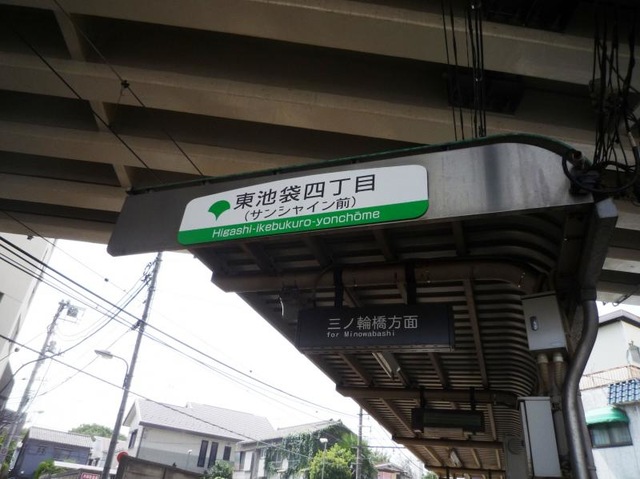 東池袋四丁目
(サンシャイン前)
Higashi-ikebukuro-yonchōme
三ノ輪橋方面
for Minowabashi